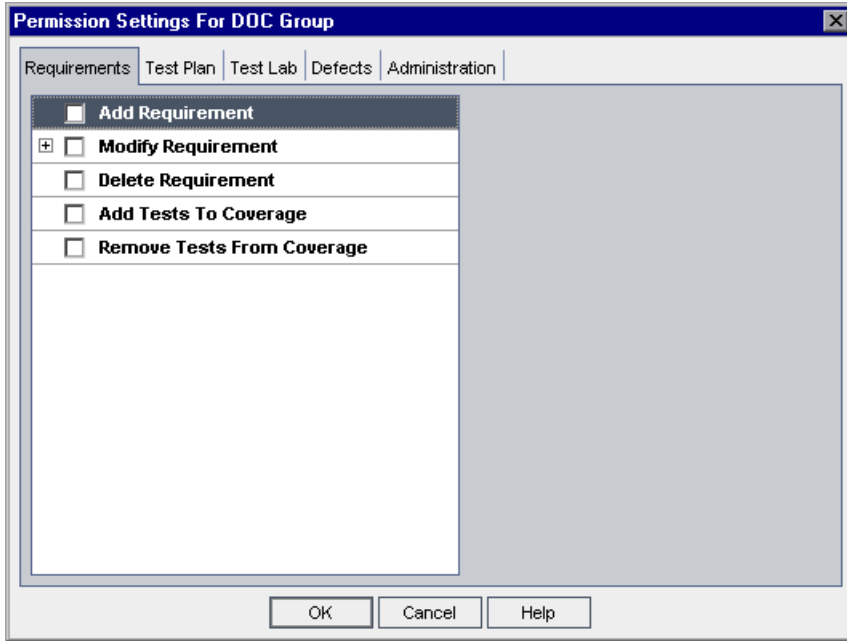 Permission Settings For DOC Group
Requirements Test Plan Test Lab Defects Administration
Add Requirement
Modify Requirement
Delete Requirement
Add Tests To Coverage
Remove Tests From Coverage
OK Cancel Help